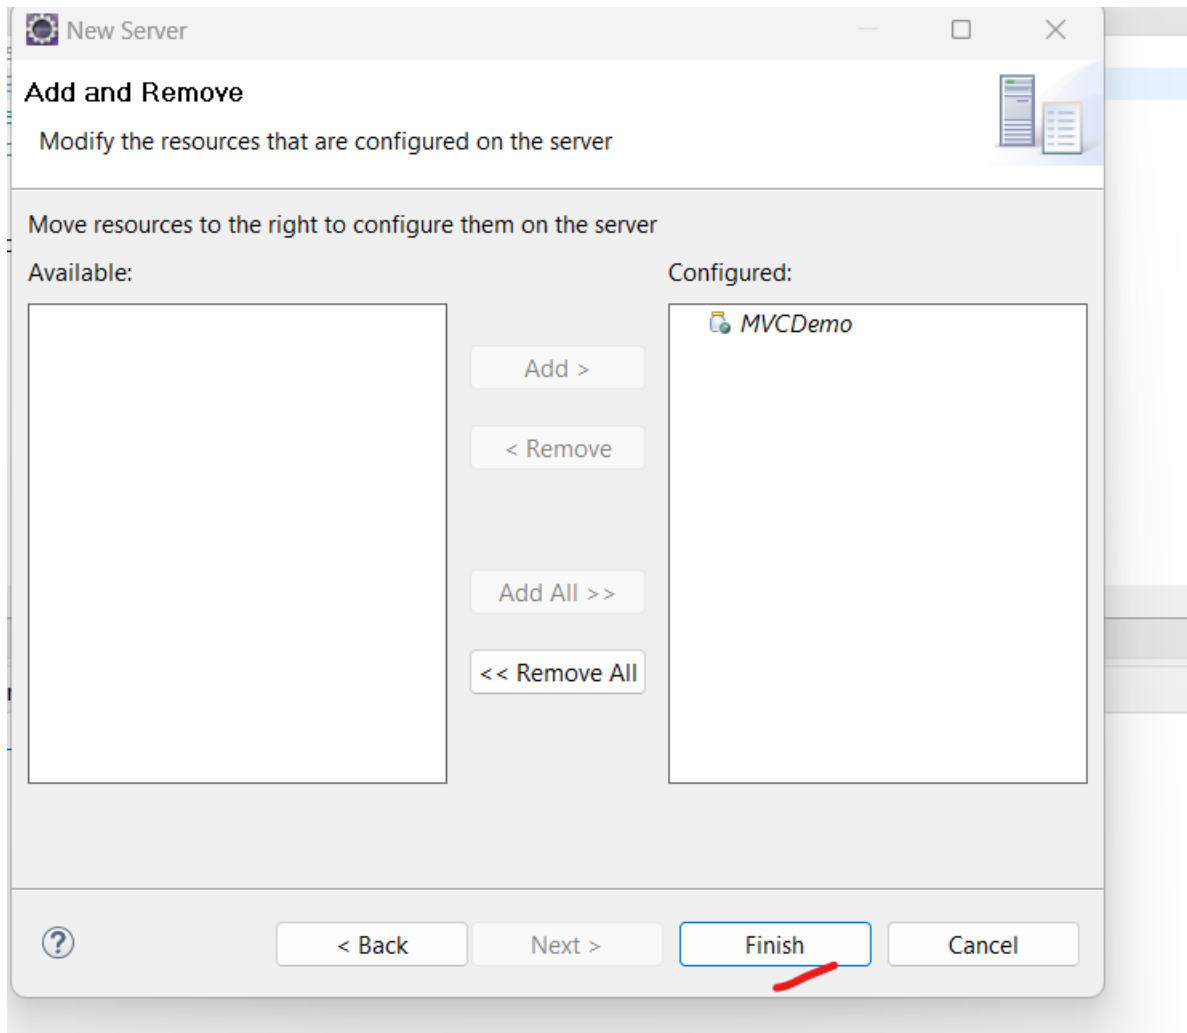 New Server
Add and Remove
Modify the resources that are configured on the server
Move resources to the right to configure them on the server
Available:
Configured:
MVCDemo
Add >
< Remove
Add All >>
<< Remove All
?
< Back
Next >
Finish
Cancel